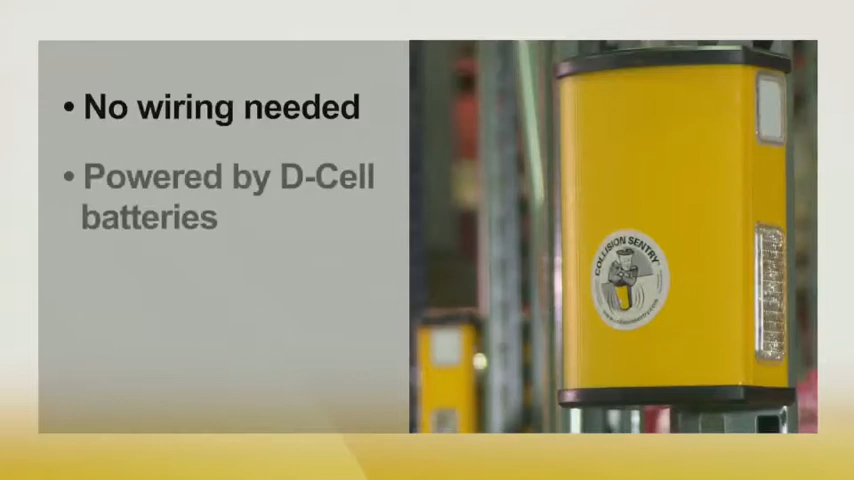 • No wiring needed
• Powered by D-Cell
batteries
COLLISION SENTRY